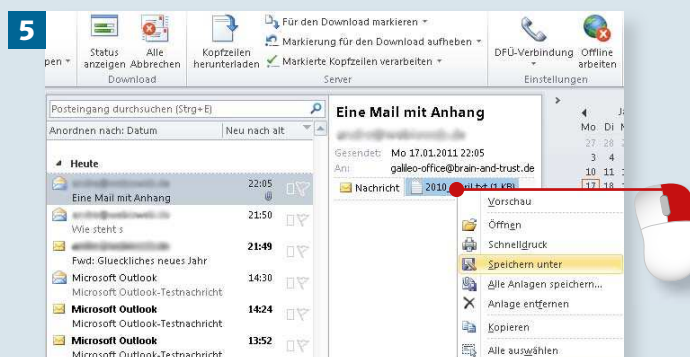 5
Status anzeigen
Alle Abbrechen
Kopfzeilen herunterladen
Für den Download markieren
Markierung für den Download aufheben
Markierte Kopfzeilen verarbeiten
DFÜ-Verbindung
Offline arbeiten
Download
Server
Einstellungen
Posteingang durchsuchen (Strg+E)
Anordnen nach: Datum
Neu nach alt
Heute
22:05
Eine Mail mit Anhang
21:50
Wie steht s
21:49
Fwd: Glueckliches neues Jahr
Microsoft Outlook 14:30
Microsoft Outlook-Testnachricht
Microsoft Outlook 14:24
Microsoft Outlook-Testnachricht
Microsoft Outlook 13:52
Microsoft Outlook-Testnachricht
Eine Mail mit Anhang
Gesendet: Mo 17.01.2011 22:05
An: galileo-office@brain-and-trust.de
Nachricht
(1 KB)
Mo Di
27 28
3 4
10 11
17 18
Vorschau
Öffnen
Schnelldruck
Speichern unter
Alle Anlagen speichern...
Anlage entfernen
Kopieren
Alle auswählen